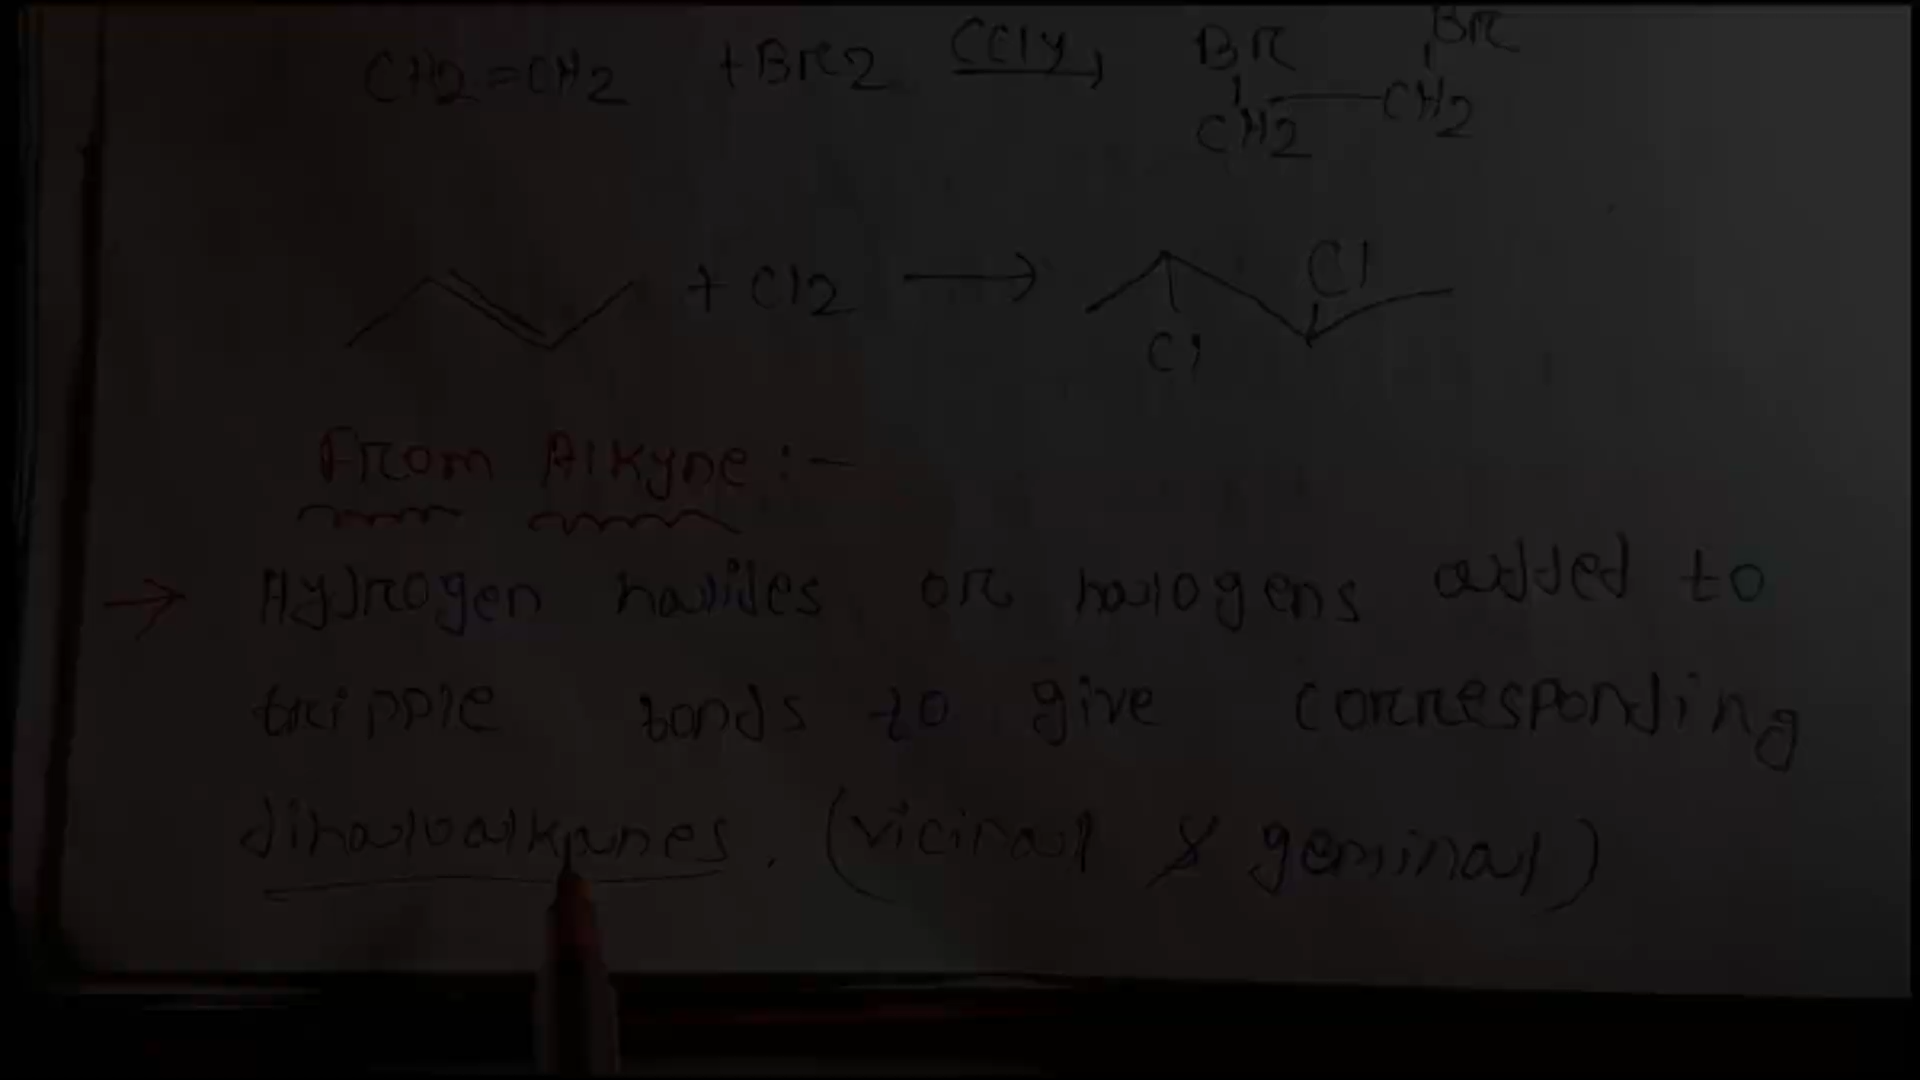 CH2=CH2 +Br2 CCl4 Br Br
CH2 CH2
+ Cl2 Cl
Cl
From Alkyne :-
→ Hydrogen halides or halogens added to
tripple bonds to give corresponding
dihaloalkanes. (vicinal & geminal)